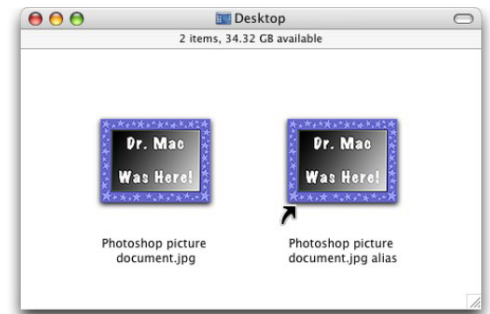 Desktop
2 items, 34.32 GB available
Dr. Mac
Was Here!
Dr. Mac
Was Here!
Photoshop picture
document.jpg
Photoshop picture
document.jpg alias